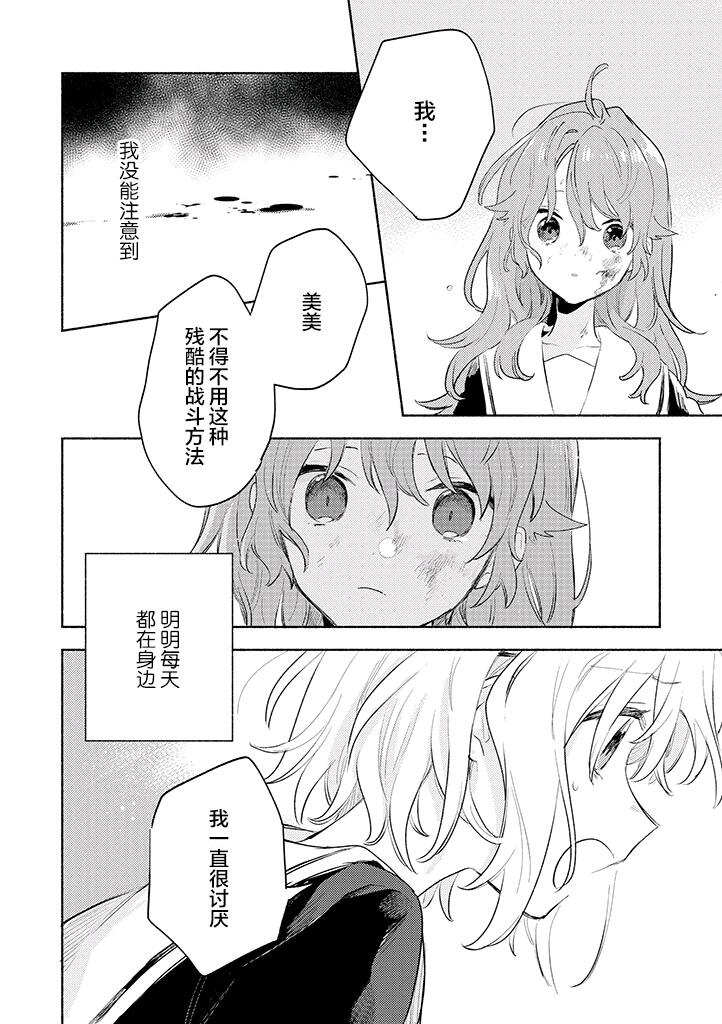 我…
我没能注意到
美美
不得不用这种
残酷的战斗方法
明明每天
都在身边
我一直很讨厌